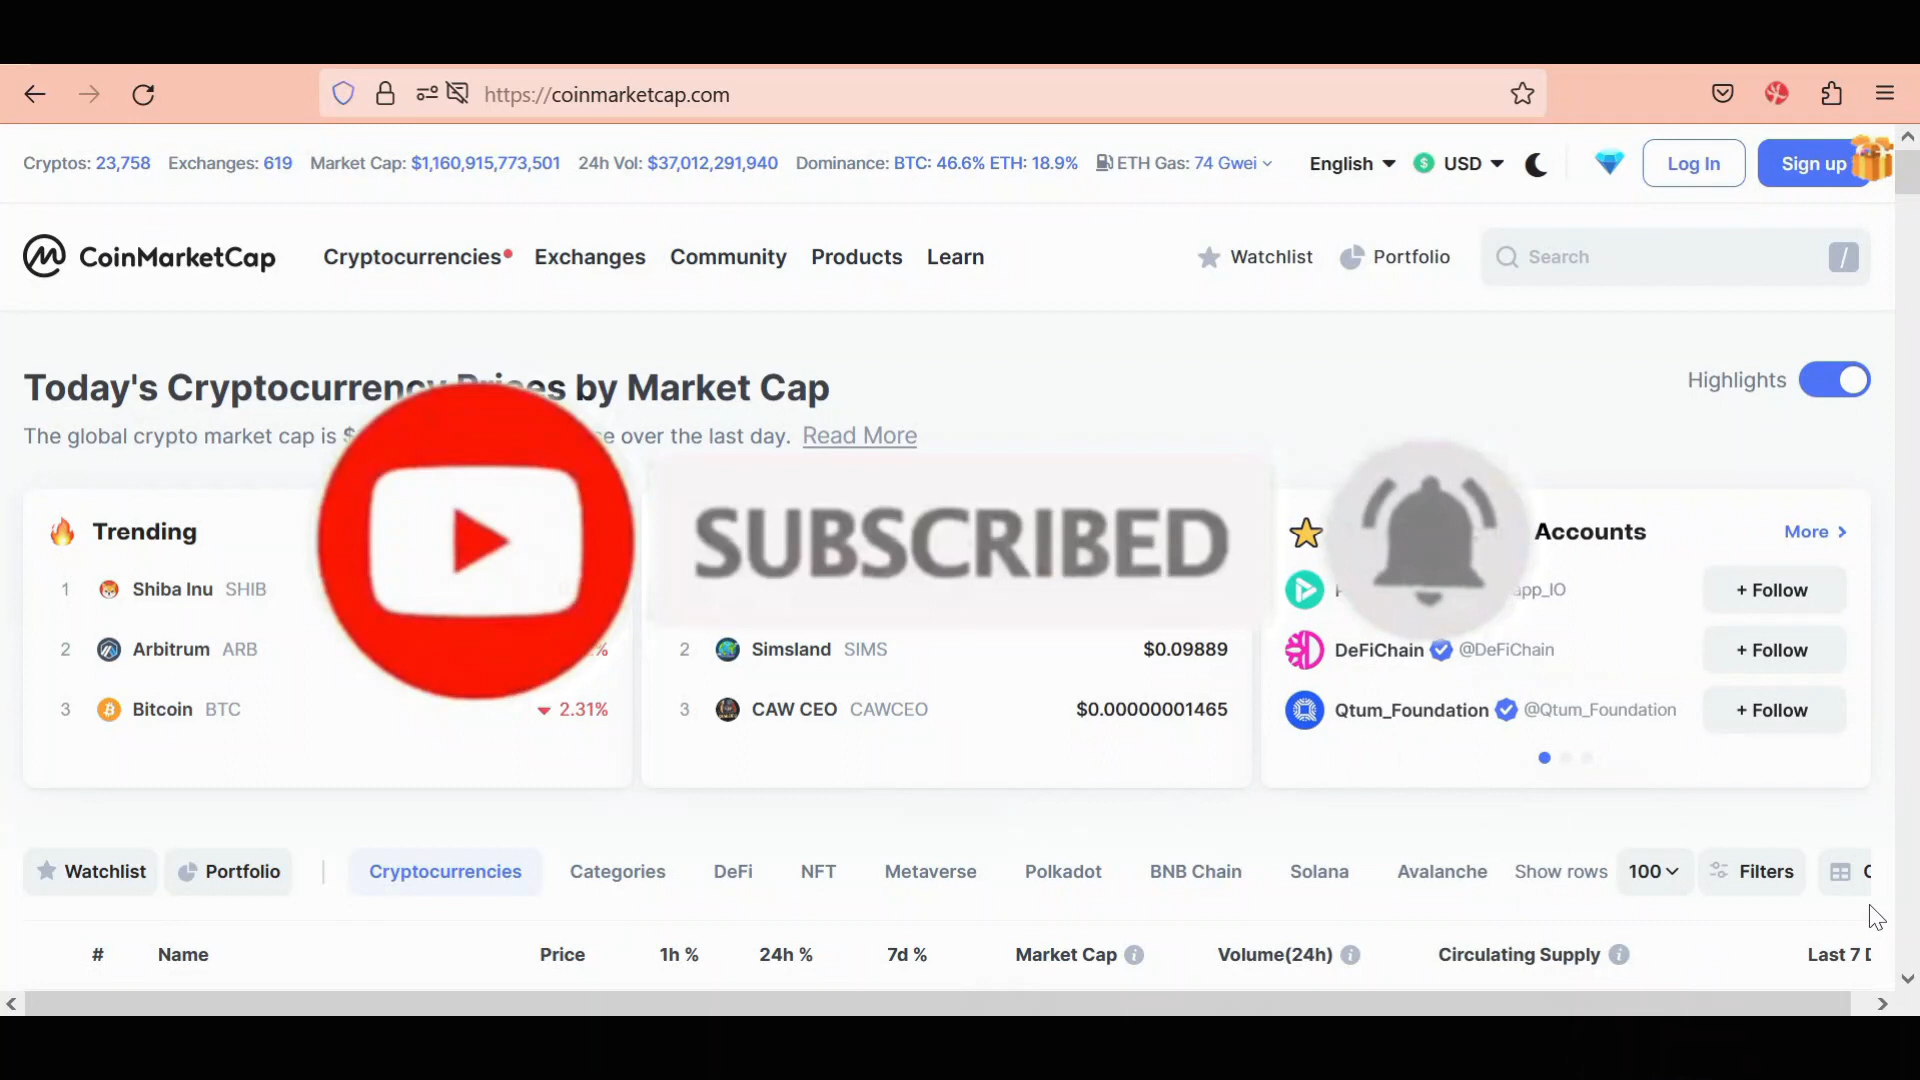 https://coinmarketcap.com
Cryptos: 23,758 Exchanges: 619 Market Cap: $1,160,915,773,501 24h Vol: $37,012,291,940 Dominance: BTC: 46.6% ETH: 18.9% ETH Gas: 74 Gwei English USD Log In Sign up
CoinMarketCap Cryptocurrencies Exchanges Community Products Learn Watchlist Portfolio Search /
Today's Cryptocurrency Prices by Market Cap Highlights
The global crypto market cap is $ over the last day. Read More
SUBSCRIBED
Trending Accounts More
1 Shiba Inu SHIB + Follow
2 Arbitrum ARB % 2 Simsland SIMS $0.09889 DeFiChain @DeFiChain + Follow
3 Bitcoin BTC 2.31% 3 CAW CEO CAWCEO $0.00000001465 Qtum_Foundation @Qtum_Foundation + Follow
Watchlist Portfolio Cryptocurrencies Categories DeFi NFT Metaverse Polkadot BNB Chain Solana Avalanche Show rows 100 Filters
# Name Price 1h % 24h % 7d % Market Cap Volume(24h) Circulating Supply Last 7